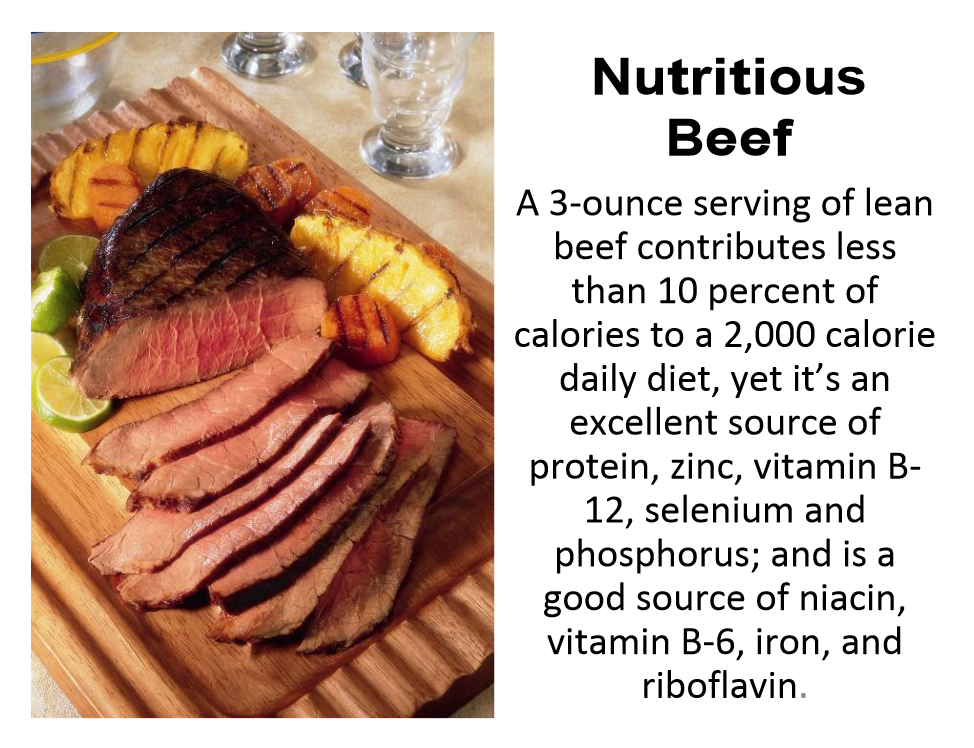 Nutritious
Beef
A 3-ounce serving of lean
beef contributes less
than 10 percent of
calories to a 2,000 calorie
daily diet, yet it’s an
excellent source of
protein, zinc, vitamin B-
12, selenium and
phosphorus; and is a
good source of niacin,
vitamin B-6, iron, and
riboflavin.